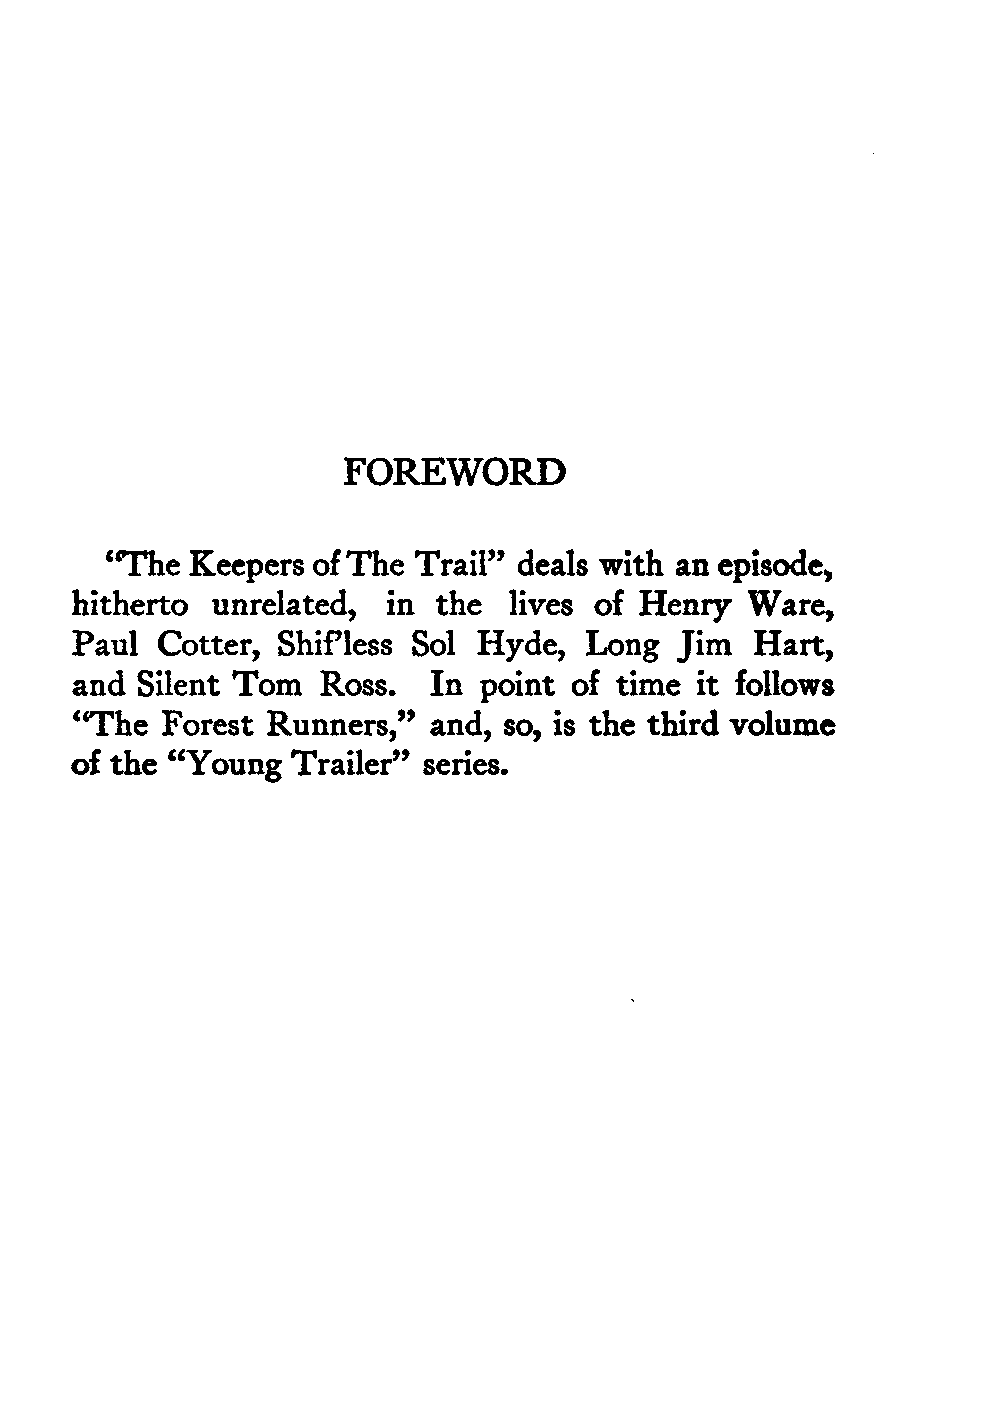 FOREWORD
“The Keepers of The Trail” deals with an episode,
hitherto unrelated, in the lives of Henry Ware,
Paul Cotter, Shif’less Sol Hyde, Long Jim Hart,
and Silent Tom Ross. In point of time it follows
“The Forest Runners,” and, so, is the third volume
of the “Young Trailer” series.